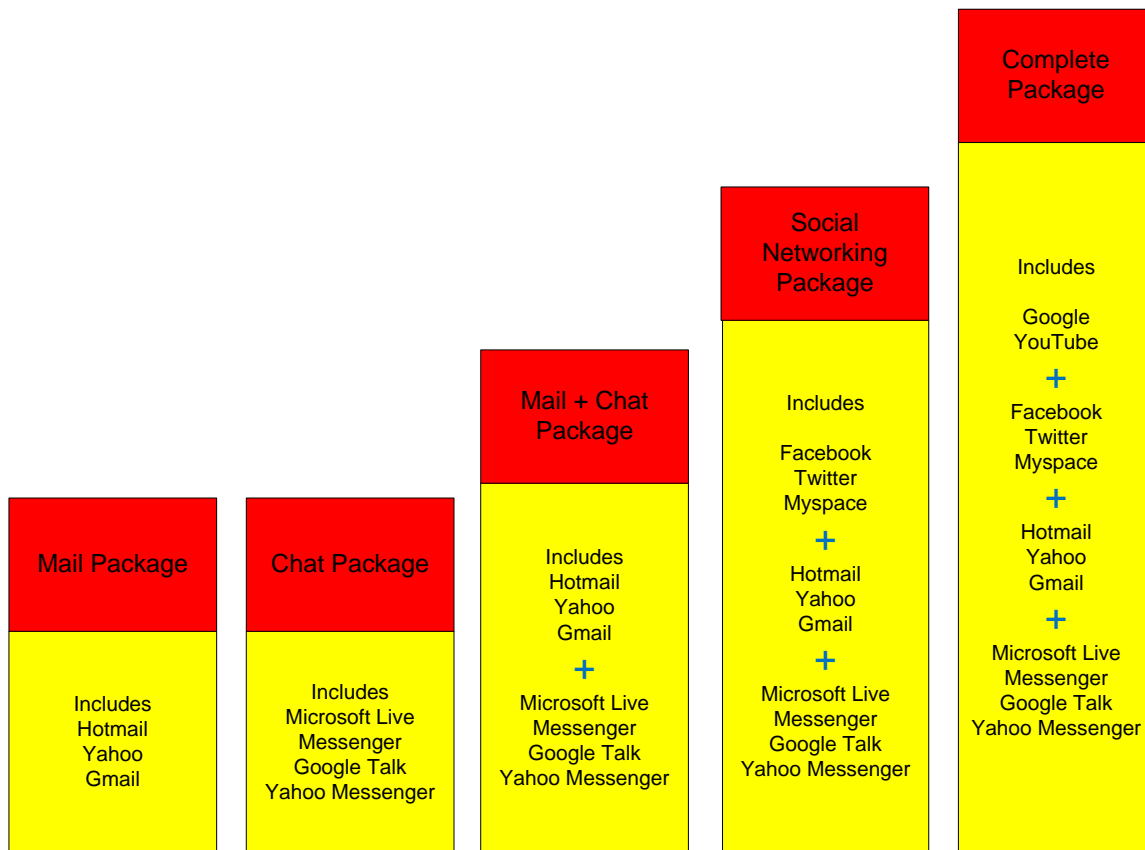 Mail Package
Includes
Hotmail
Yahoo
Gmail
Chat Package
Includes
Microsoft Live
Messenger
Google Talk
Yahoo Messenger
Mail + Chat
Package
Includes
Hotmail
Yahoo
Gmail
+
Microsoft Live
Messenger
Google Talk
Yahoo Messenger
Social
Networking
Package
Includes
Facebook
Twitter
Myspace
+
Hotmail
Yahoo
Gmail
+
Microsoft Live
Messenger
Google Talk
Yahoo Messenger
Complete
Package
Includes
Google
YouTube
+
Facebook
Twitter
Myspace
+
Hotmail
Yahoo
Gmail
+
Microsoft Live
Messenger
Google Talk
Yahoo Messenger